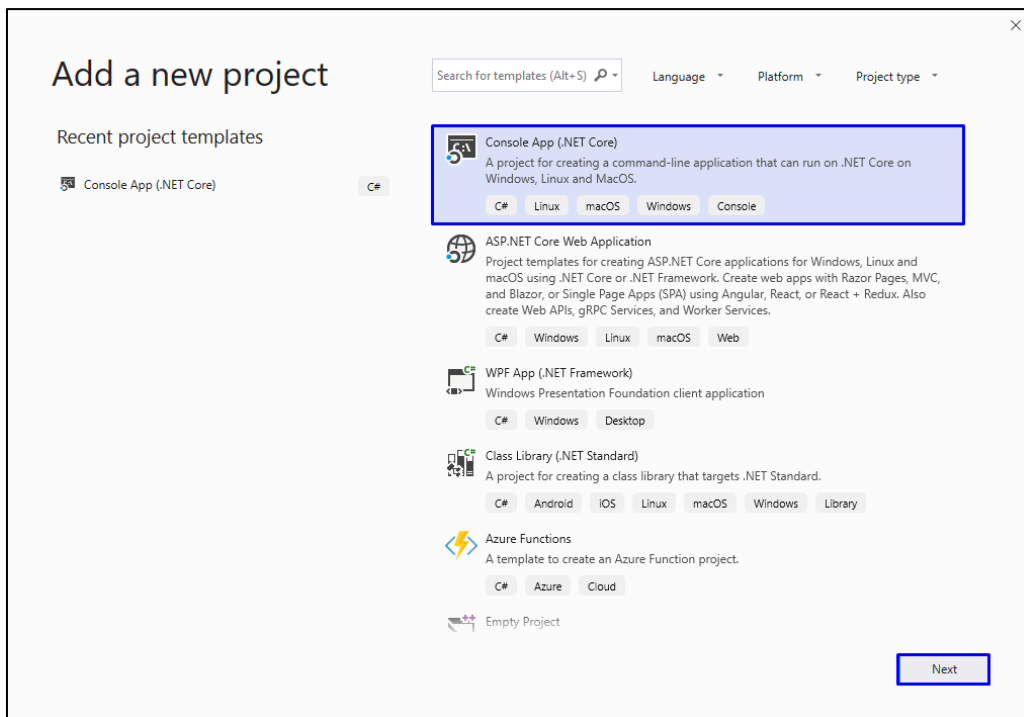 Add a new project
Search for templates (Alt+S)
Language
Platform
Project type
Recent project templates
Console App (.NET Core)
C#
Console App (.NET Core)
A project for creating a command-line application that can run on .NET Core on
Windows, Linux and MacOS.
C# Linux macOS Windows Console
ASP.NET Core Web Application
Project templates for creating ASP.NET Core applications for Windows, Linux and
macOS using .NET Core or .NET Framework. Create web apps with Razor Pages, MVC,
and Blazor, or Single Page Apps (SPA) using Angular, React, or React + Redux. Also
create Web APIs, gRPC Services, and Worker Services.
C# Windows Linux macOS Web
WPF App (.NET Framework)
Windows Presentation Foundation client application
C# Windows Desktop
Class Library (.NET Standard)
A project for creating a class library that targets .NET Standard.
C# Android iOS Linux macOS Windows Library
Azure Functions
A template to create an Azure Function project.
C# Azure Cloud
Empty Project
Next